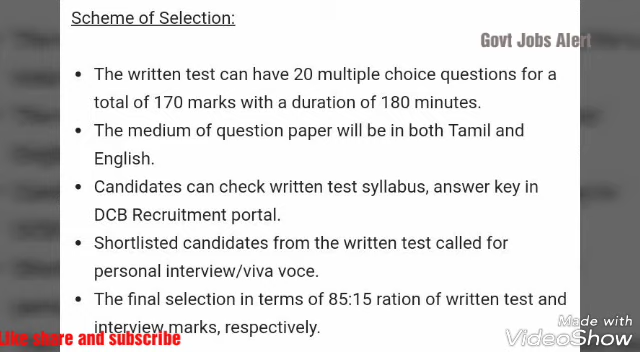 Scheme of Selection:
Govt Jobs Alert
The written test can have 20 multiple choice questions for a
total of 170 marks with a duration of 180 minutes.
The medium of question paper will be in both Tamil and
English.
Candidates can check written test syllabus, answer key in
DCB Recruitment portal.
Shortlisted candidates from the written test called for
personal interview/viva voce.
The final selection in terms of 85:15 ration of written test and
interview marks, respectively.
Like share and subscribe
Made with
VideoShow